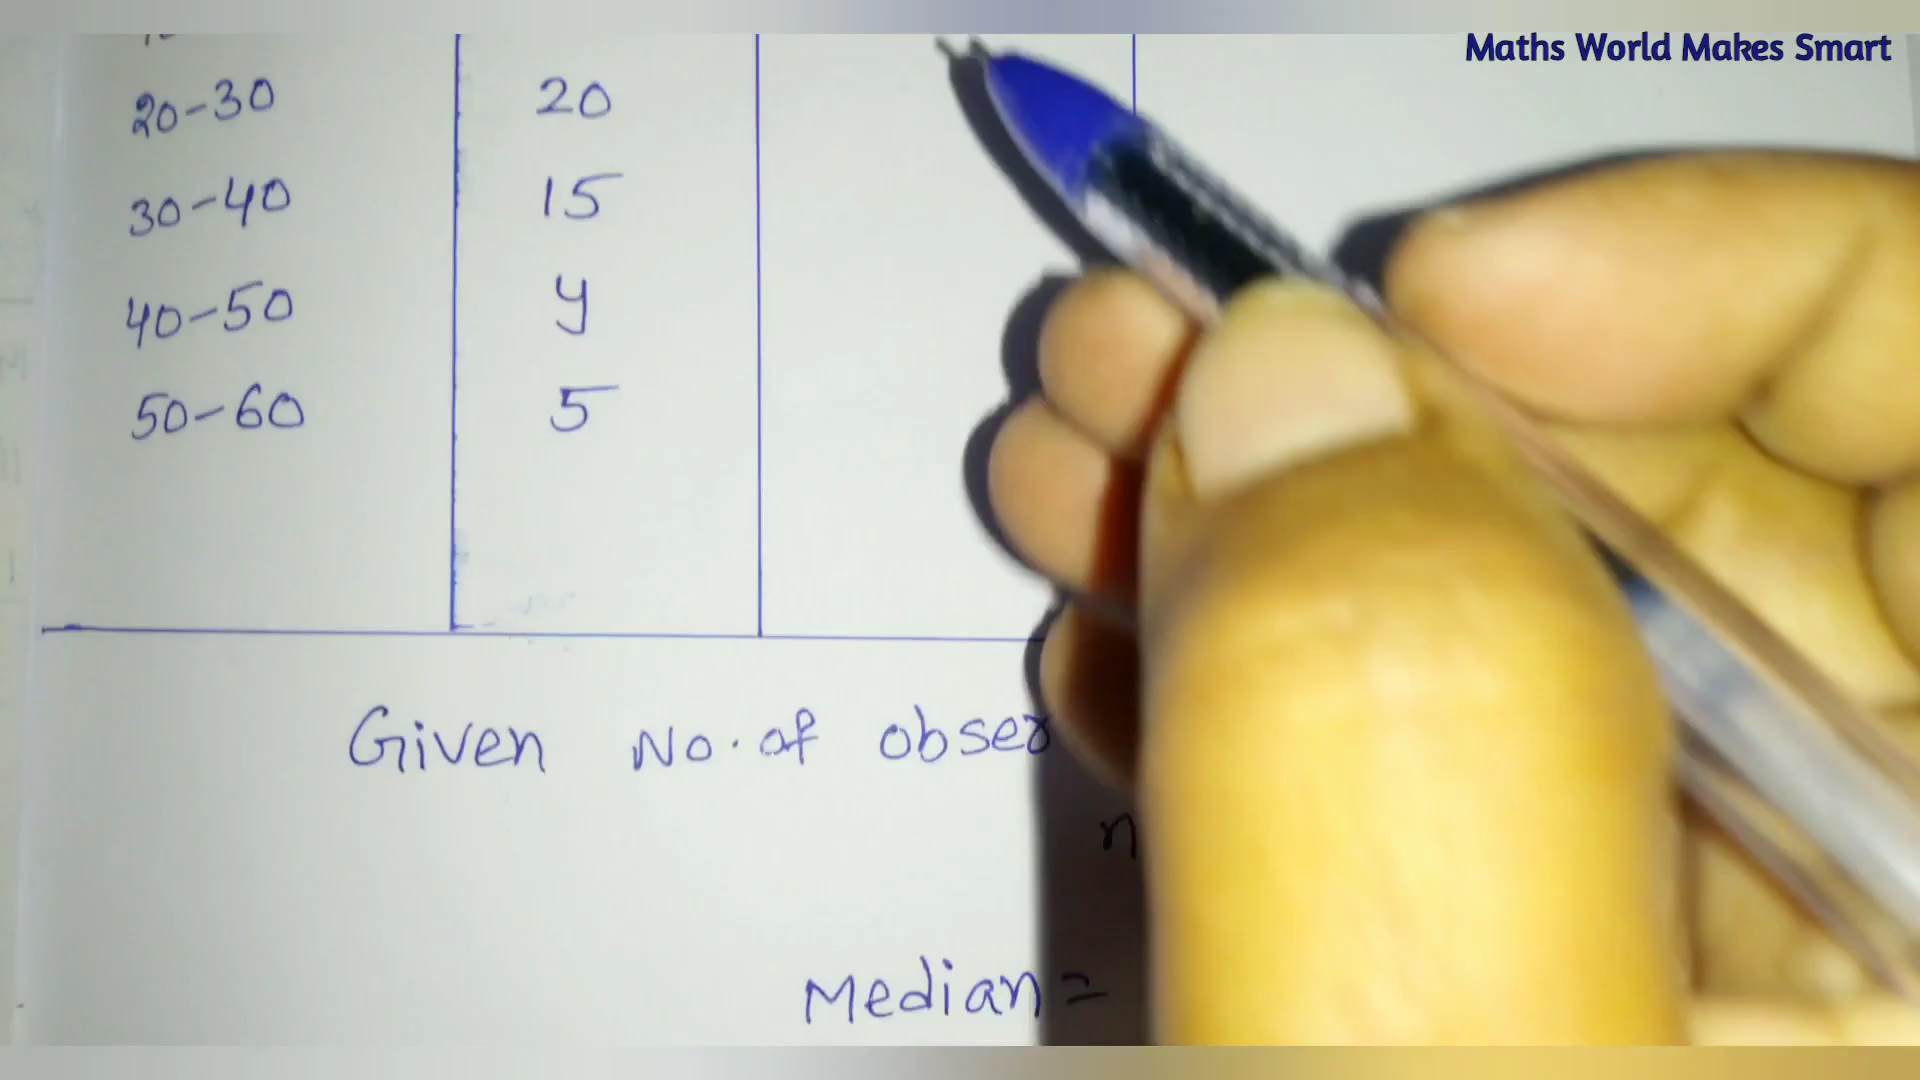 Maths World Makes Smart
20-30 20
30-40 15
40-50 y
50-60 5
Given No. of obser
n
Median =